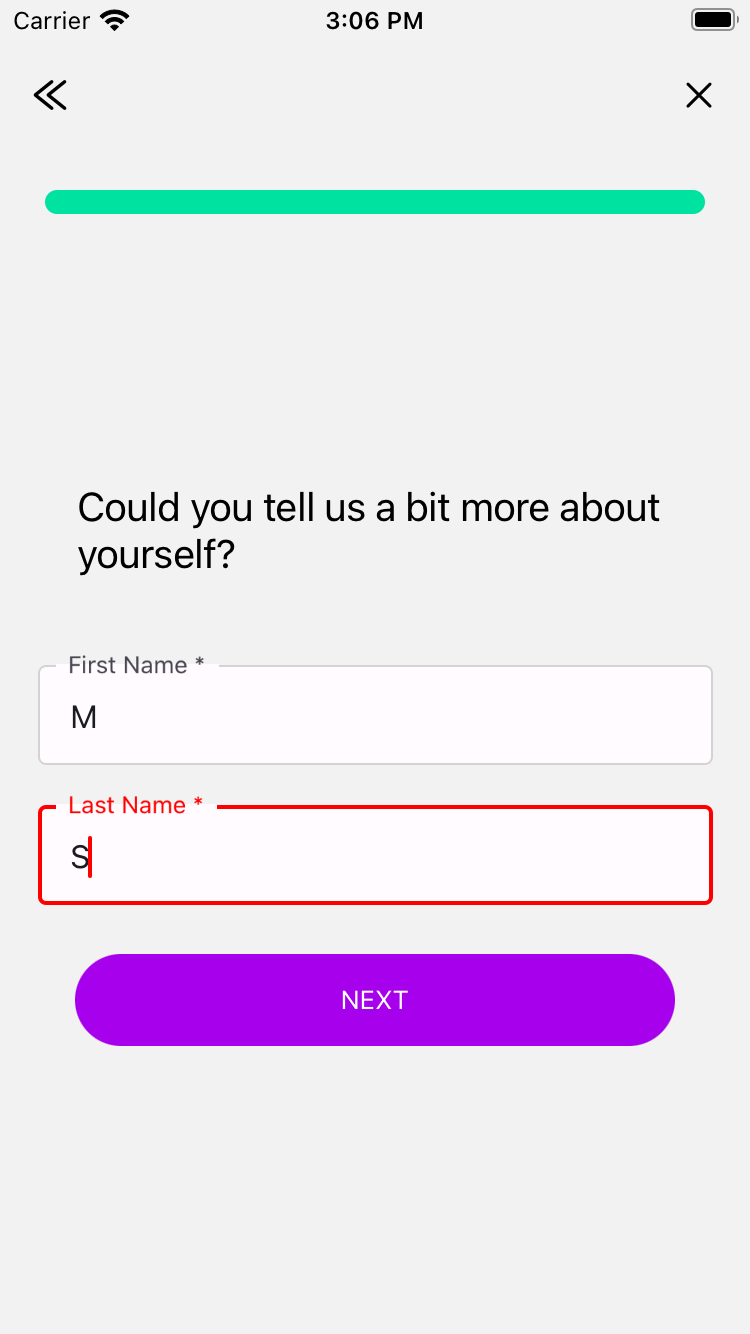 Carrier 3:06 PM
Could you tell us a bit more about
yourself?
First Name *
M
Last Name *
S
NEXT